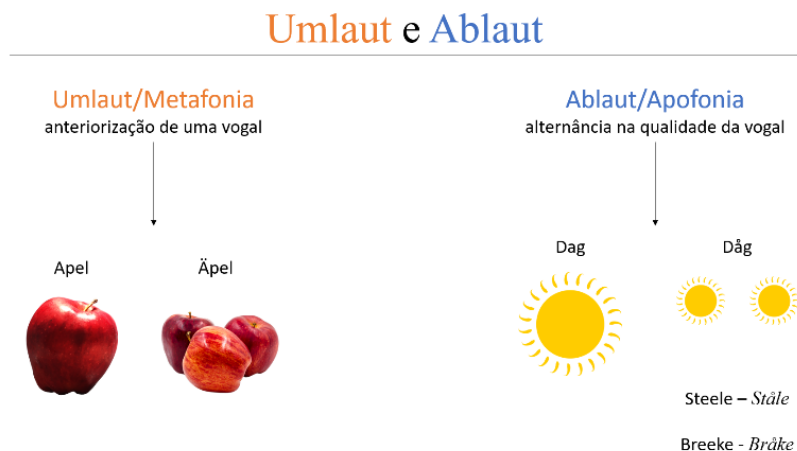 Umlaut e Ablaut
Umlaut/Metafonia
anteriorização de uma vogal
Apel
Äpel
Ablaut/Apofonia
alternância na qualidade da vogal
Dag
Dåg
Steele – Ståle
Breeke - Bråke